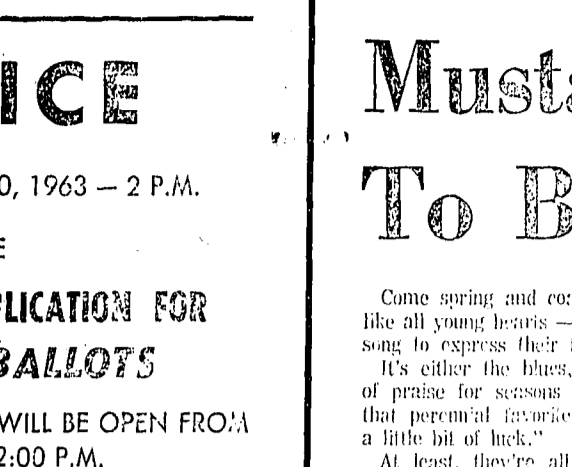 ICE
0, 1963 — 2 P.M.
E
PLICATION FOR
BALLOTS
WILL BE OPEN FROM
2:00 P.M.
Musta
To B
Come spring and
like all young hearts —
song to express their
It's either the blues,
of praise for seasons
that perennial favorite
a little bit of luck."
At least, they're all